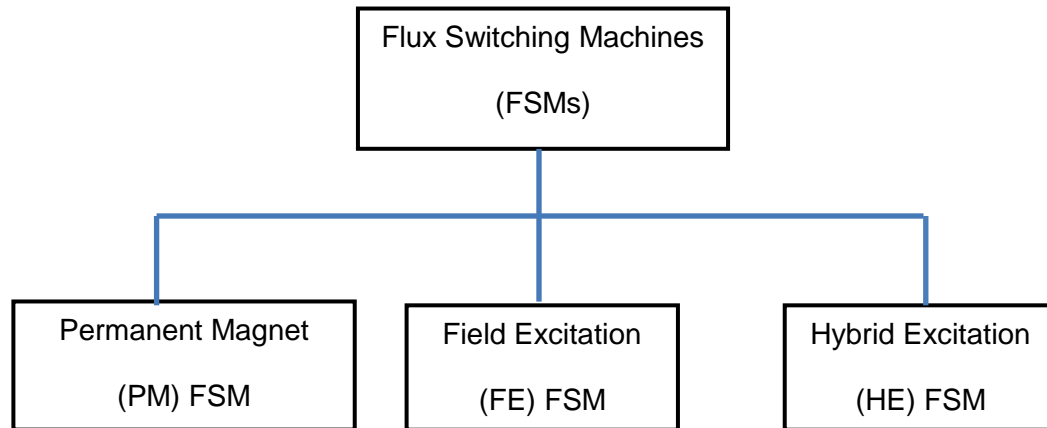 Flux Switching Machines
(FSMs)
Permanent Magnet
(PM) FSM
Field Excitation
(FE) FSM
Hybrid Excitation
(HE) FSM